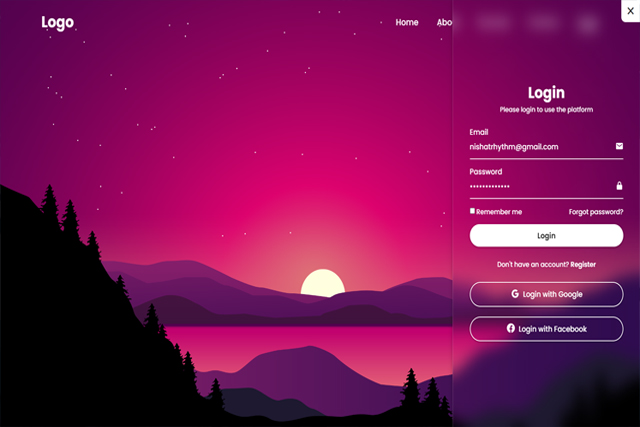 Logo
Home Abo
X
Login
Please login to use the platform
Email
nishatrhythm@gmail.com
Password
Remember me Forgot password?
Login
Don't have an account? Register
G Login with Google
Login with Facebook